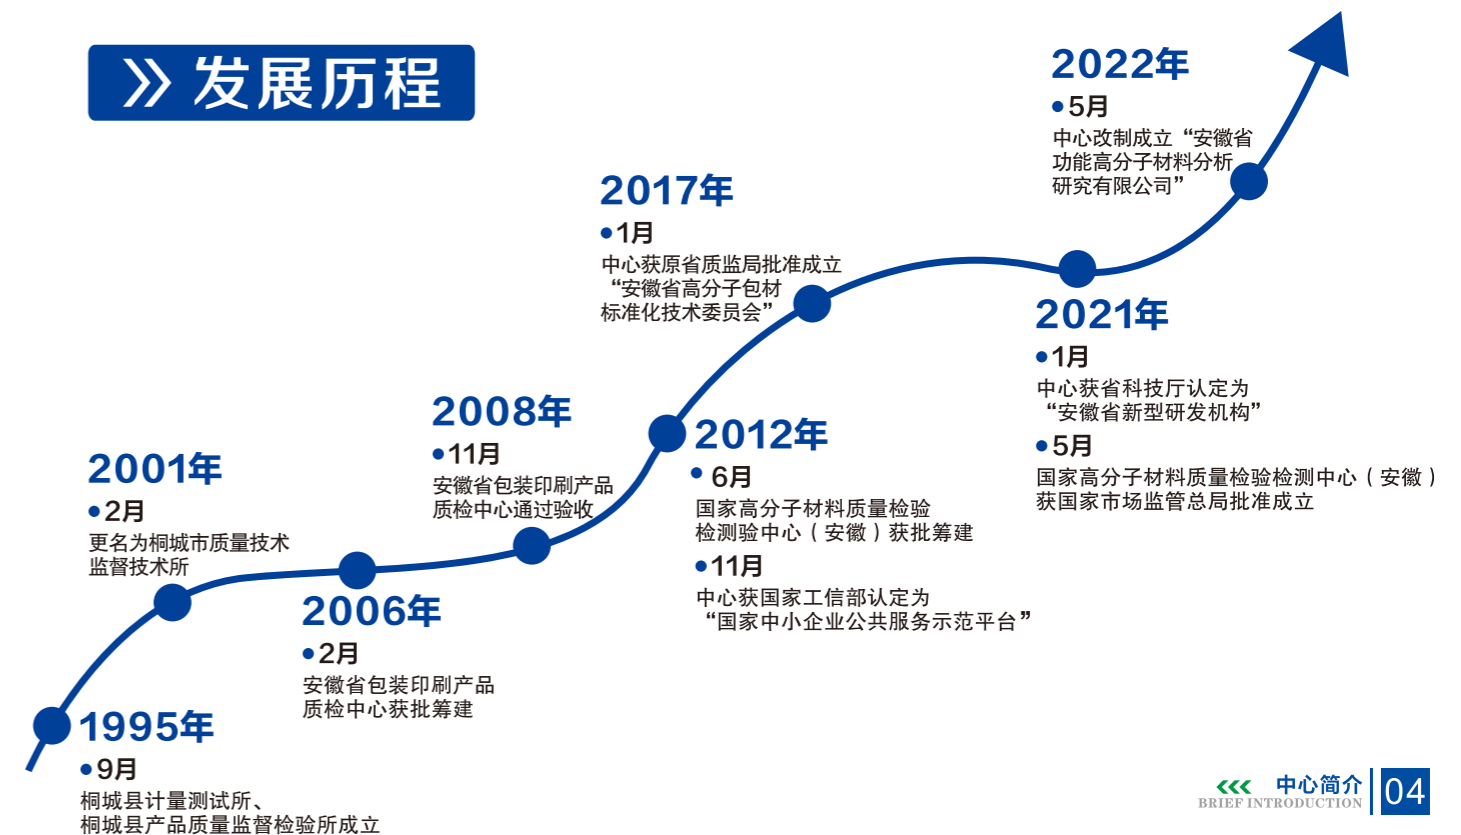 发展历程
1995年
9月
桐城县计量测试所、
桐城县产品质量监督检验所成立
2001年
2月
更名为桐城市质量技术
监督技术所
2006年
2月
安徽省包装印刷产品
质检中心获批筹建
2008年
11月
安徽省包装印刷产品
质检中心通过验收
2012年
6月
国家高分子材料质量检验
检测验中心（安徽）获批筹建
11月
中心获国家工信部认定为
“国家中小企业公共服务示范平台”
2017年
1月
中心获原省质监局批准成立
“安徽省高分子包材
标准化技术委员会”
2021年
1月
中心获省科技厅认定为
“安徽省新型研发机构”
5月
国家高分子材料质量检验检测中心（安徽）
获国家市场监管总局批准成立
2022年
5月
中心改制成立“安徽省
功能高分子材料分析
研究有限公司”
中心简介
BRIEF INTRODUCTION
04